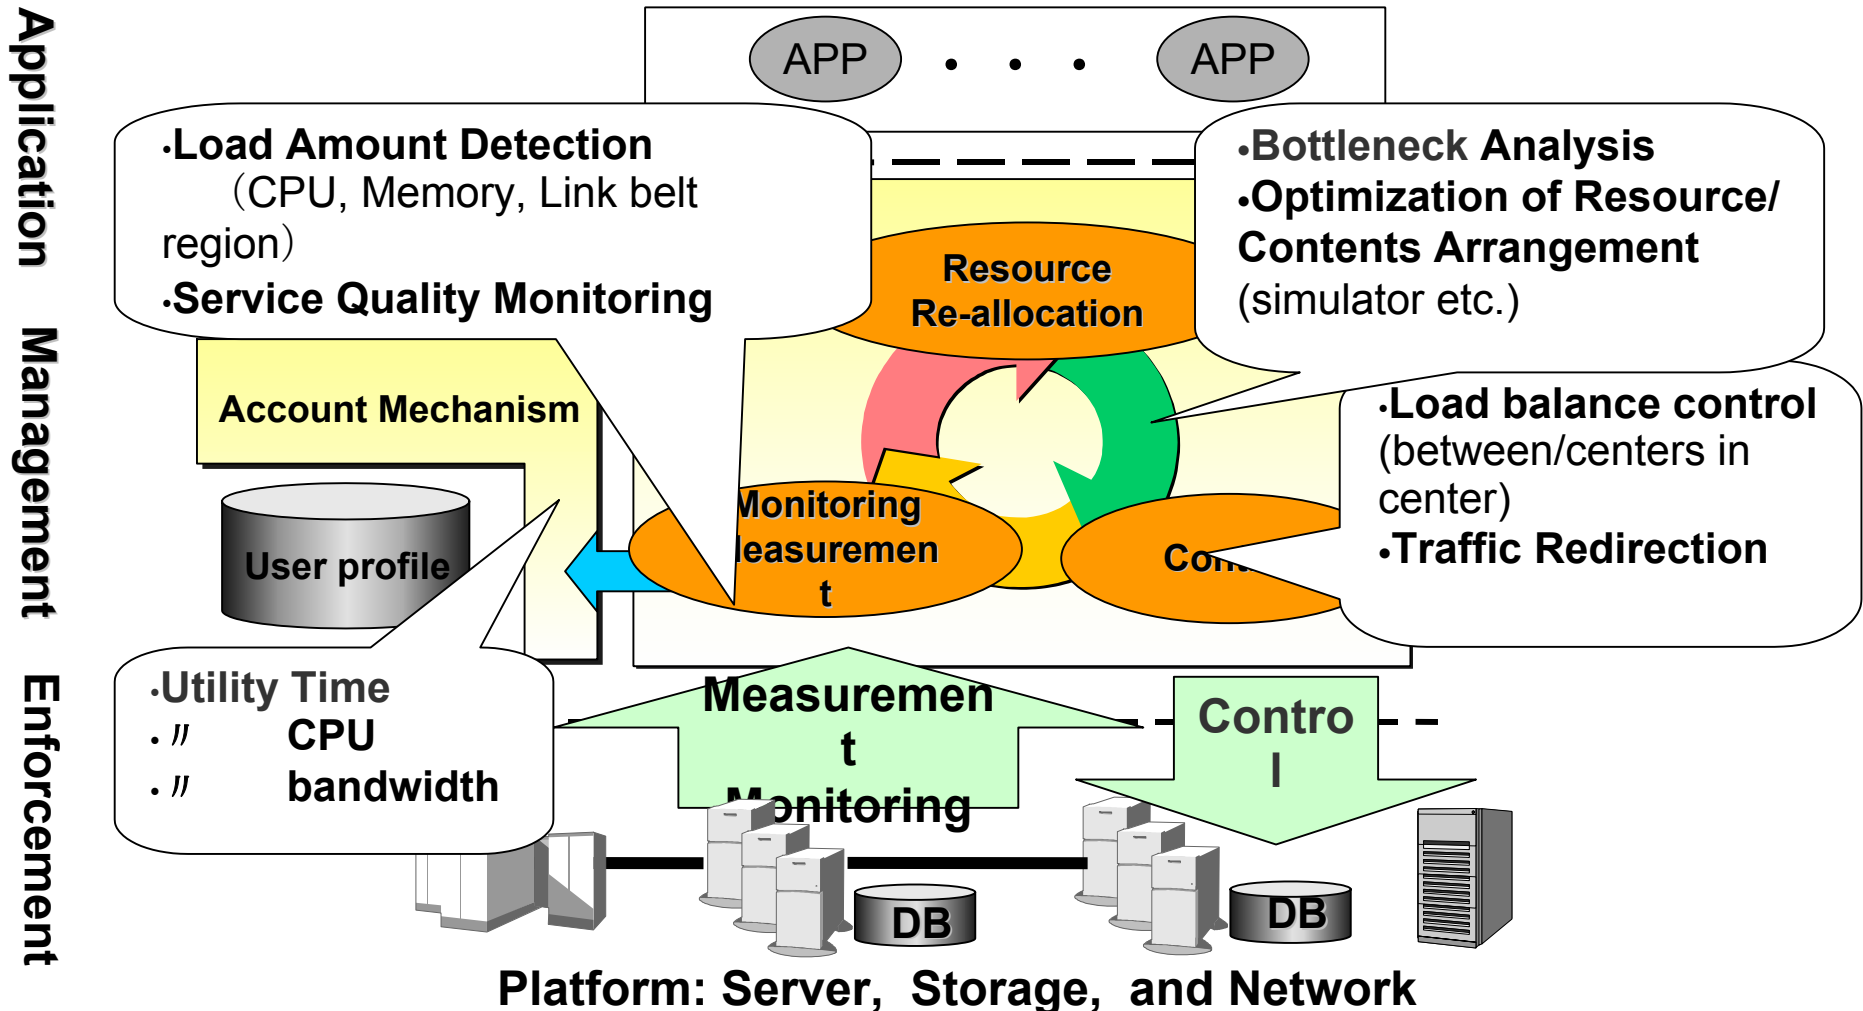 Application
Management
Enforcement
APP
• • •
APP
•Load Amount Detection
（CPU, Memory, Link belt
region）
•Service Quality Monitoring
•Bottleneck Analysis
•Optimization of Resource/
Contents Arrangement
(simulator etc.)
Resource
Re-allocation
Account Mechanism
•Load balance control
(between/centers in
center)
•Traffic Redirection
Monitoring
easuremen
t
Cont
User profile
•Utility Time
•〃 CPU
•〃 bandwidth
Measuremen
t
Monitoring
Contro
l
DB
DB
Platform: Server, Storage, and Network